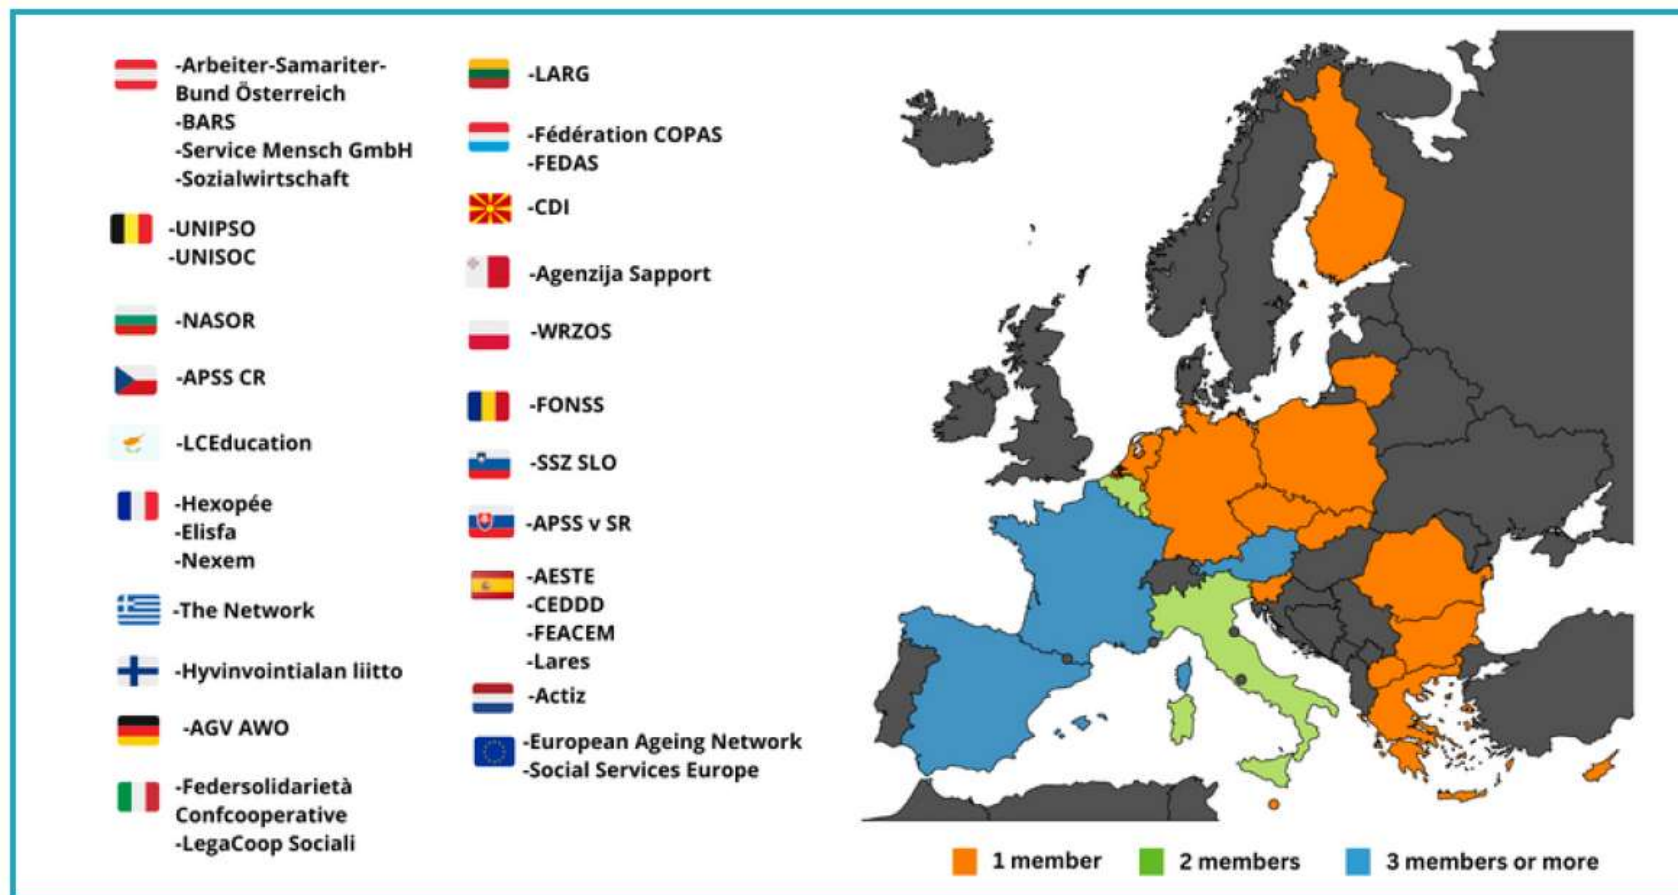 -Arbeiter-Samariter-
Bund Österreich
-BARS
-Service Mensch GmbH
-Sozialwirtschaft
-UNIPSO
-UNISOC
-NASOR
-APSS CR
-LCEducation
-Hexopée
-Elisfa
-Nexem
-The Network
-Hyvinvointialan liitto
-AGV AWO
-Federsolidarietà
Confcooperative
-LegaCoop Sociali
-LARG
-Fédération COPAS
-FEDAS
-CDI
-Agenzija Sapport
-WRZOS
-FONSS
-SSZ SLO
-APSS v SR
-AESTE
-CEDDD
-FEACEM
-Lares
-Actiz
-European Ageing Network
-Social Services Europe
1 member
2 members
3 members or more